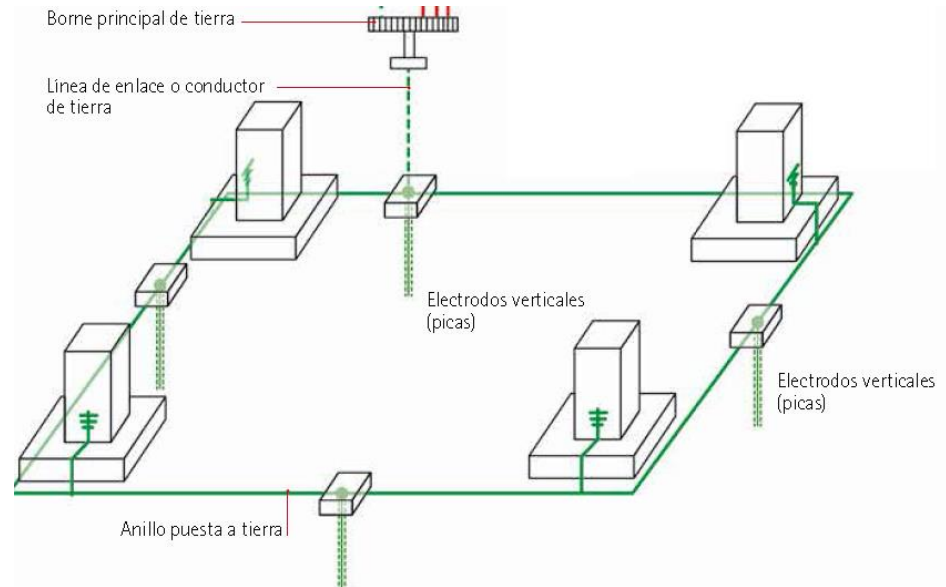 Borne principal de tierra
Línea de enlace o conductor
de tierra
Electrodos verticales
(picas)
Electrodos verticales
(picas)
Anillo puesta a tierra